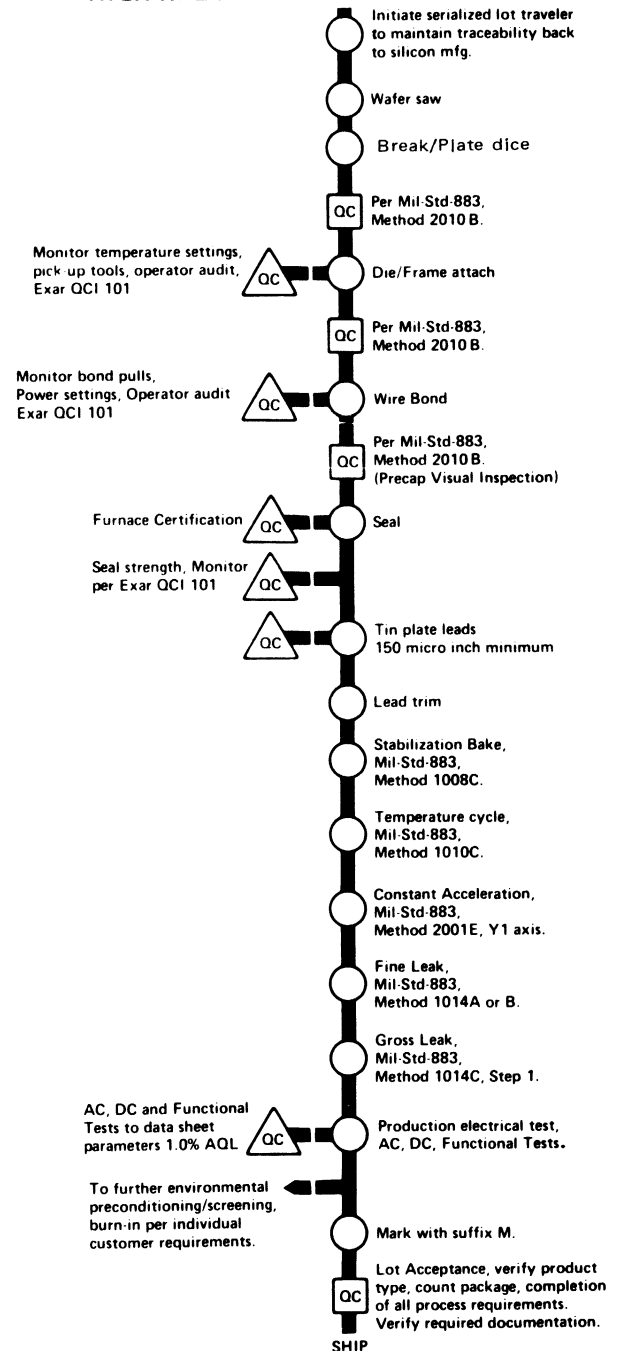 Initiate serialized lot traveler
to maintain traceability back
to silicon mfg.
Wafer saw
Break/Plate dice
QC
Per Mil-Std-883,
Method 2010 B.
Monitor temperature settings,
pick-up tools, operator audit,
Exar QCI 101
QC
Die/Frame attach
QC
Per Mil-Std-883,
Method 2010 B.
Monitor bond pulls,
Power settings, Operator audit
Exar QCI 101
QC
Wire Bond
QC
Per Mil-Std-883,
Method 2010 B.
(Precap Visual Inspection)
Furnace Certification
QC
Seal
Seal strength, Monitor
per Exar QCI 101
QC
QC
Tin plate leads
150 micro inch minimum
Lead trim
Stabilization Bake,
Mil-Std-883,
Method 1008C.
Temperature cycle,
Mil-Std-883,
Method 1010C.
Constant Acceleration,
Mil-Std-883,
Method 2001E, Y1 axis.
Fine Leak,
Mil-Std-883,
Method 1014A or B.
Gross Leak,
Mil-Std-883,
Method 1014C, Step 1.
AC, DC and Functional
Tests to data sheet
parameters 1.0% AQL
QC
Production electrical test,
AC, DC, Functional Tests.
To further environmental
preconditioning/screening,
burn-in per individual
customer requirements.
Mark with suffix M.
QC
Lot Acceptance, verify product
type, count package, completion
of all process requirements.
Verify required documentation.
SHIP